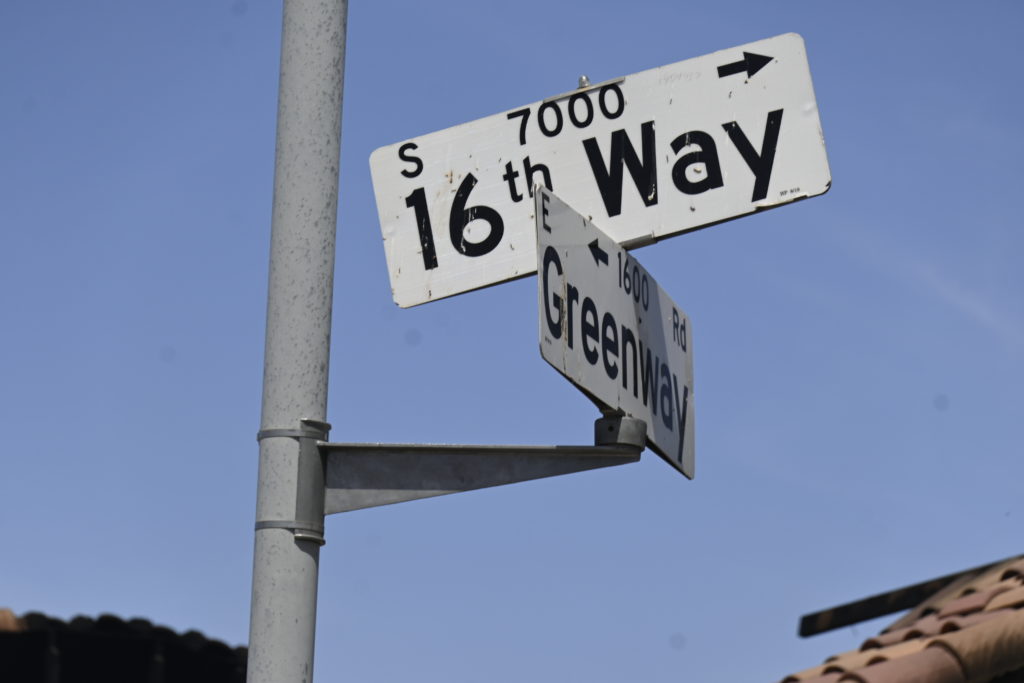 S 7000 →
16th Way
E ← 1600 Rd
Greenway